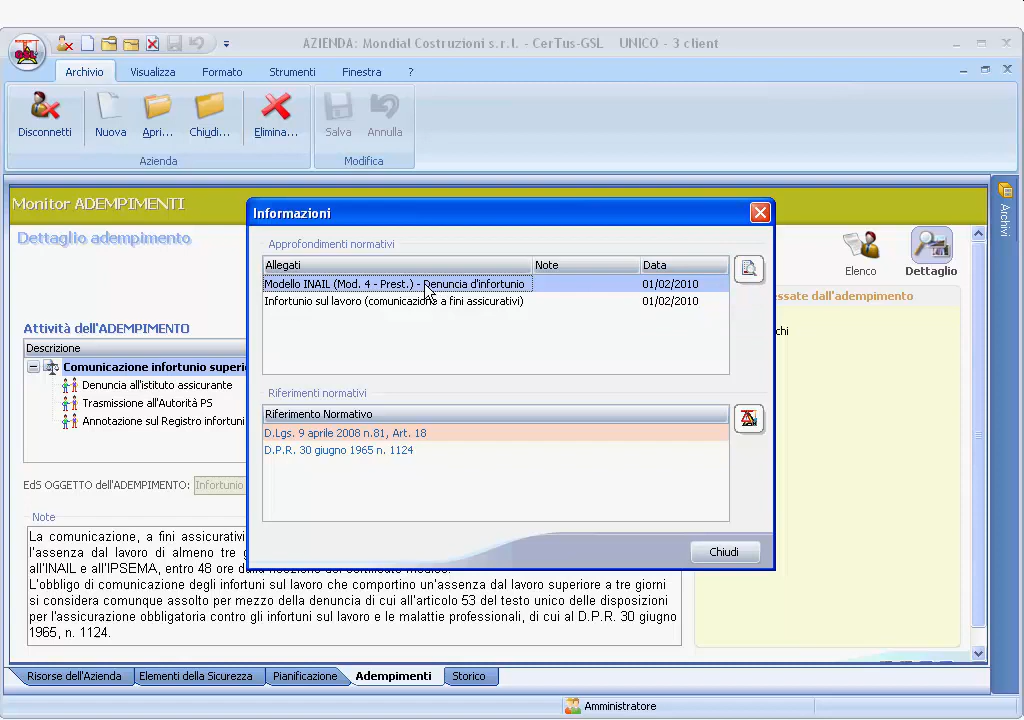 AZIENDA: Mondial Costruzioni s.r.l. - CerTus-GSL UNICO - 3 client
GSL
Archivio Visualizza Formato Strumenti Finestra ?
Disconnetti Nuova Apri... Chiudi... Elimina... Salva Annulla
Azienda Modifica
Monitor ADEMPIMENTI
Archivi
Dettaglio adempimento
Elenco Dettaglio
essate dall'adempimento
chi
Attività dell'ADEMPIMENTO
Descrizione
Comunicazione infortunio superi
Denuncia all'istituto assicurante
Trasmissione all'Autorità PS
Annotazione sul Registro infortuni
EdS OGGETTO dell'ADEMPIMENTO: Infortunio
Note
La comunicazione, a fini assicurativi
l'assenza dal lavoro di almeno tre g
all'INAIL e all'IPSEMA, entro 48 ore
L'obbligo di comunicazione degli infortuni sul lavoro che comportino un'assenza dal lavoro superiore a tre giorni
si considera comunque assolto per mezzo della denuncia di cui all'articolo 53 del testo unico delle disposizioni
per l'assicurazione obbligatoria contro gli infortuni sul lavoro e le malattie professionali, di cui al D.P.R. 30 giugno
1965, n. 1124.
Informazioni
Approfondimenti normativi
Allegati Note Data
Modello INAIL (Mod. 4 - Prest.) - Denuncia d'infortunio 01/02/2010
Infortunio sul lavoro (comunicazione a fini assicurativi) 01/02/2010
Riferimenti normativi
Riferimento Normativo
D.Lgs. 9 aprile 2008 n.81, Art. 18
D.P.R. 30 giugno 1965 n. 1124
Chiudi
Risorse dell'Azienda Elementi della Sicurezza Pianificazione Adempimenti Storico
Amministratore